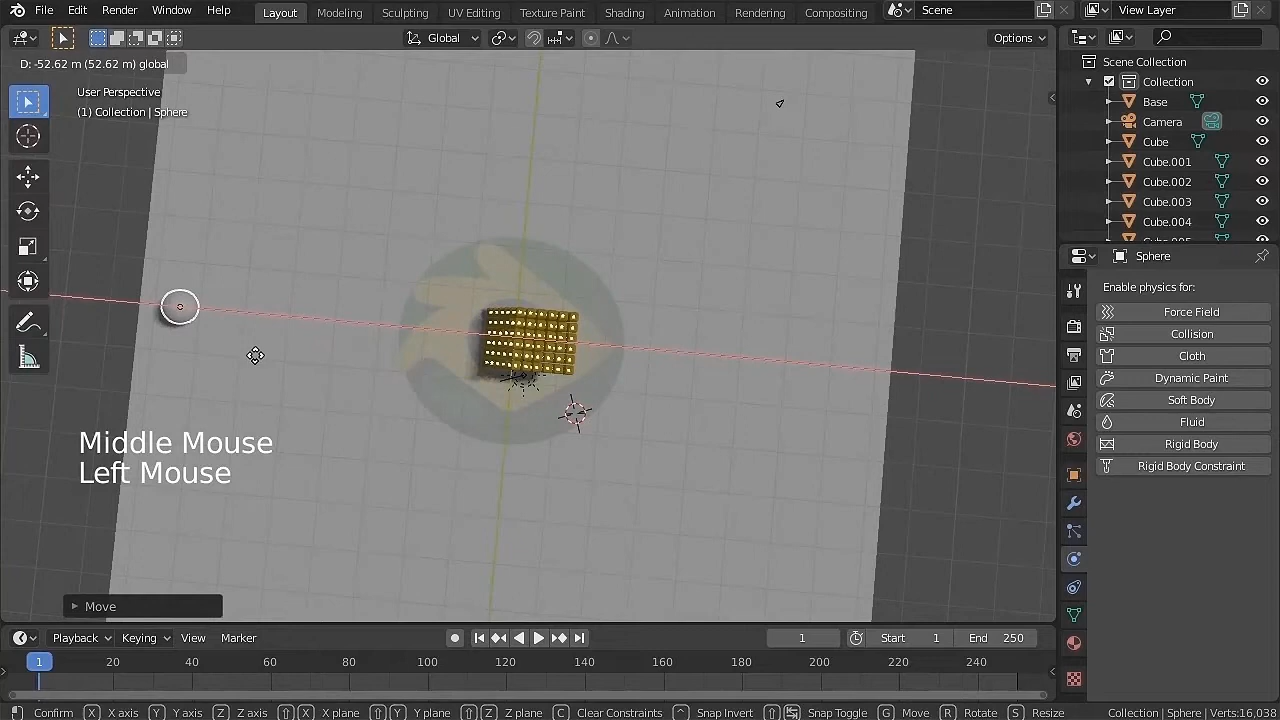 File Edit Render Window Help Layout Modeling Sculpting UV Editing Texture Paint Shading Animation Rendering Compositing Scene View Layer
Global Options
D: -52.62 m (52.62 m) global
User Perspective
(1) Collection | Sphere
Scene Collection
Collection
Base
Camera
Cube
Cube.001
Cube.002
Cube.003
Cube.004
Cube.005
Sphere
Enable physics for:
Force Field
Collision
Cloth
Dynamic Paint
Soft Body
Fluid
Rigid Body
Rigid Body Constraint
Middle Mouse
Left Mouse
Move
Playback Keying View Marker 1 Start 1 End 250
1 20 40 60 80 100 120 140 160 180 200 220 240
Confirm X X axis Y Y axis Z Z axis X X plane Y Y plane Z Z plane C Clear Constraints ^ Snap Invert Snap Toggle G Move R Rotate S Resize Collection | Sphere | Verts:16,038